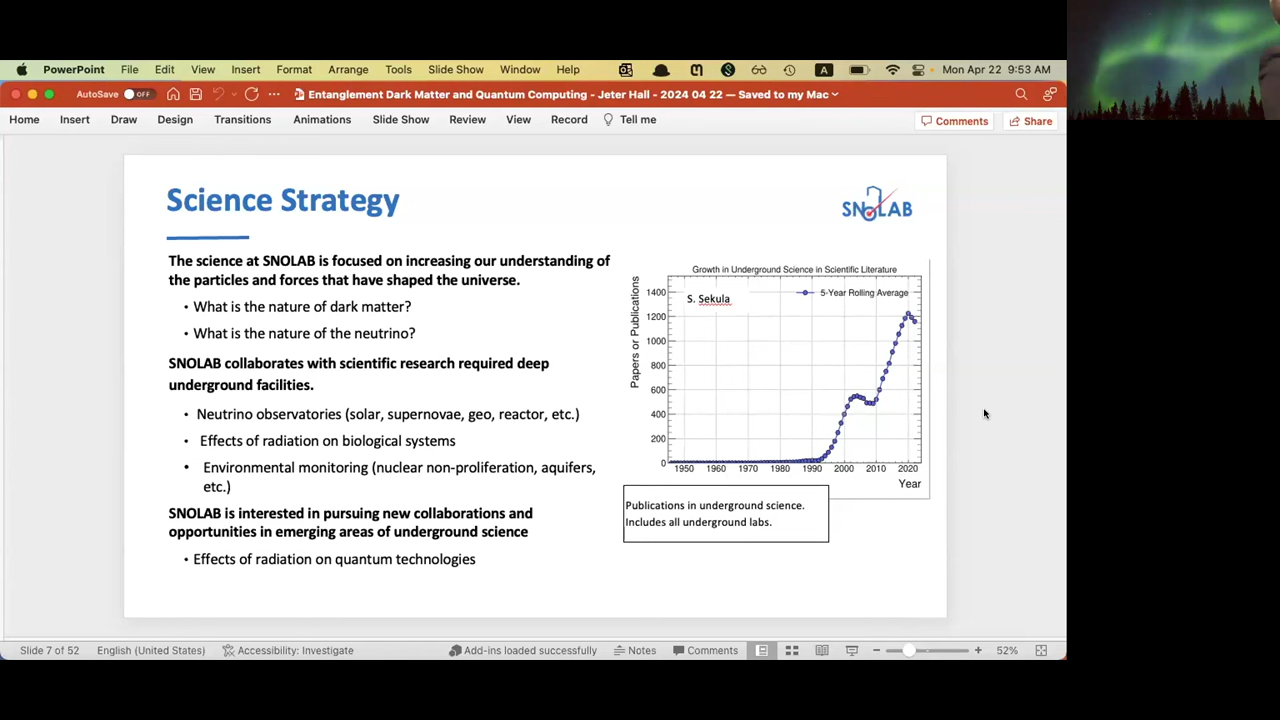 PowerPoint File Edit View Insert Format Arrange Tools Slide Show Window Help A Mon Apr 22 9:53 AM
AutoSave OFF Entanglement Dark Matter and Quantum Computing - Jeter Hall - 2024 04 22 — Saved to my Mac
Home Insert Draw Design Transitions Animations Slide Show Review View Record Tell me Comments Share
Science Strategy
SNOLAB
The science at SNOLAB is focused on increasing our understanding of
the particles and forces that have shaped the universe.
• What is the nature of dark matter?
• What is the nature of the neutrino?
SNOLAB collaborates with scientific research required deep
underground facilities.
• Neutrino observatories (solar, supernovae, geo, reactor, etc.)
• Effects of radiation on biological systems
• Environmental monitoring (nuclear non-proliferation, aquifers,
etc.)
SNOLAB is interested in pursuing new collaborations and
opportunities in emerging areas of underground science
• Effects of radiation on quantum technologies
Growth in Underground Science in Scientific Literature
Papers or Publications
S. Sekula
5-Year Rolling Average
1400
1200
1000
800
600
400
200
0
1950 1960 1970 1980 1990 2000 2010 2020
Year
Publications in underground science.
Includes all underground labs.
Slide 7 of 52 English (United States) Accessibility: Investigate Add-ins loaded successfully Notes Comments 52%